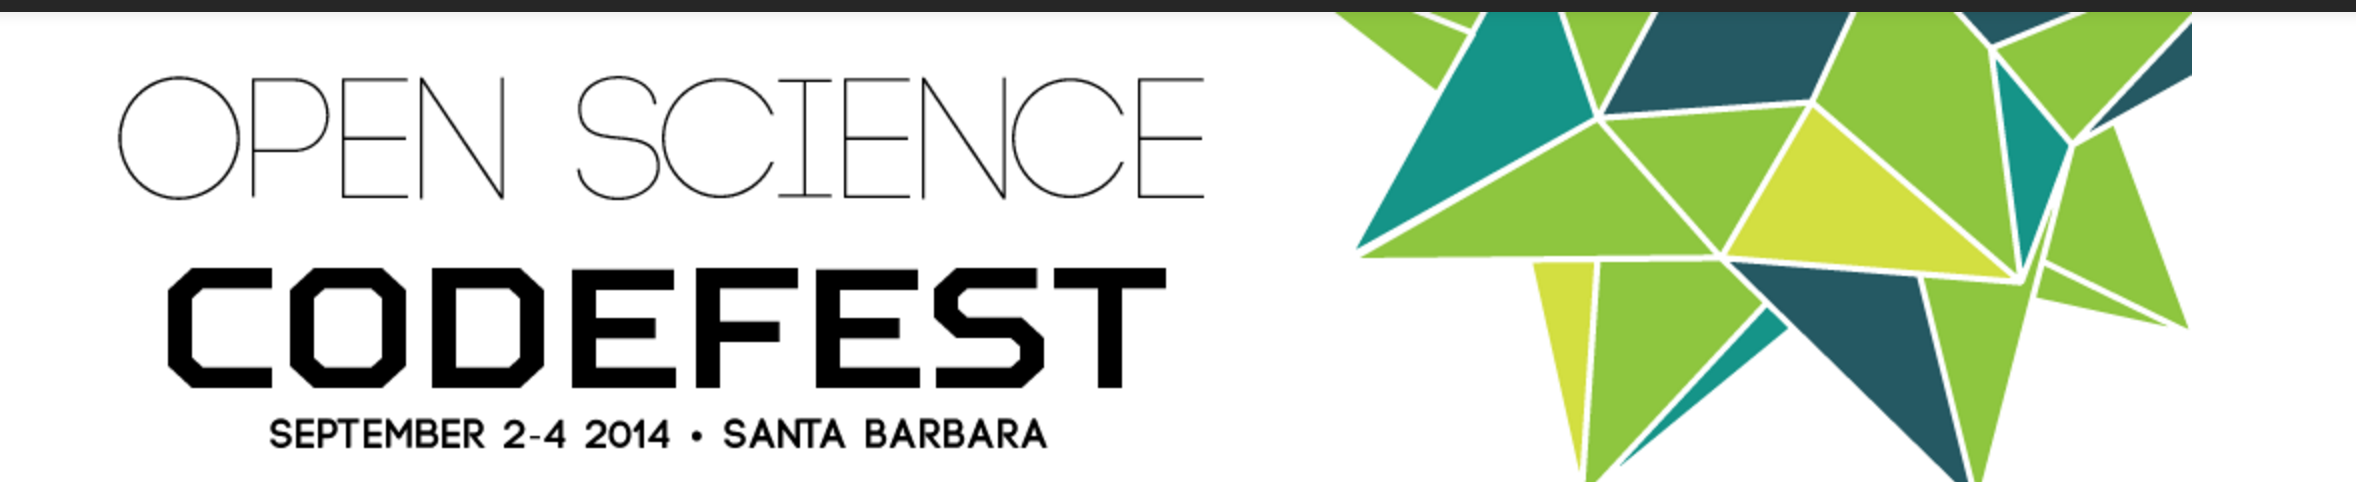 OPEN SCIENCE
CODEFEST
SEPTEMBER 2-4 2014 • SANTA BARBARA